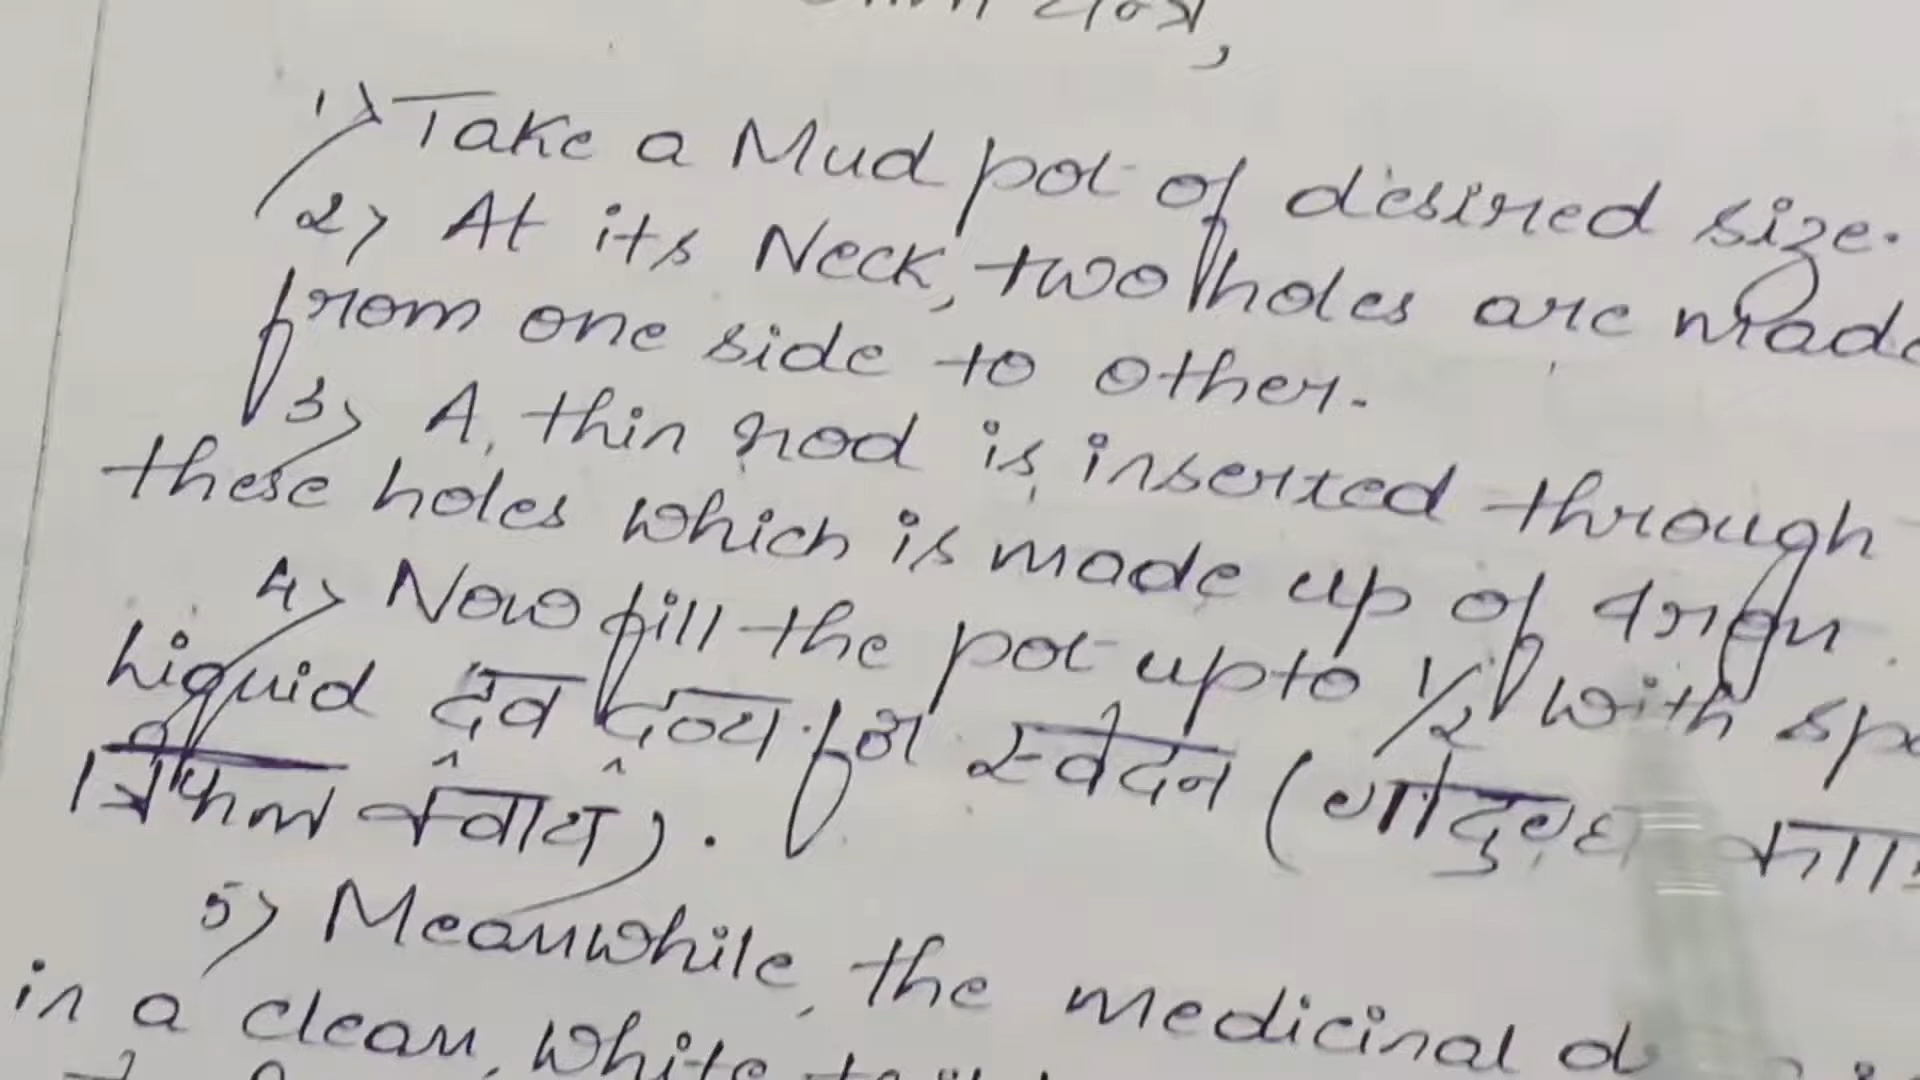 1) Take a Mud pot of desired size.
2) At its Neck, two holes are made
from one side to other.
3) A, thin rod is inserted through
these holes which is made up of Iron.
4) Now fill the pot upto 1/2 with
Liquid देव द्रव्य for स्वेदन (गोदुग्ध
त्रिफला क्वाथ).
5) Meanwhile, the medicinal
in a clean, white